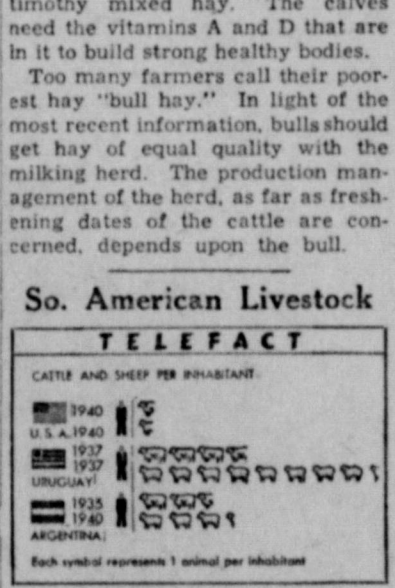 timothy mixed hay. The calves
need the vitamins A and D that are
in it to build strong healthy bodies.
Too many farmers call their poor-
est hay "bull hay." In light of the
most recent information, bulls should
get hay of equal quality with the
milking herd. The production man-
agement of the herd, as far as fresh-
ening dates of the cattle are con-
cerned, depends upon the bull.
So. American Livestock
TELEFACT
CATTLE AND SHEEP PER INHABITANT
1940
U. S. A. 1940
1937
1937
URUGUAY
1935
1940
ARGENTINA
Each symbol represents 1 animal per inhabitant